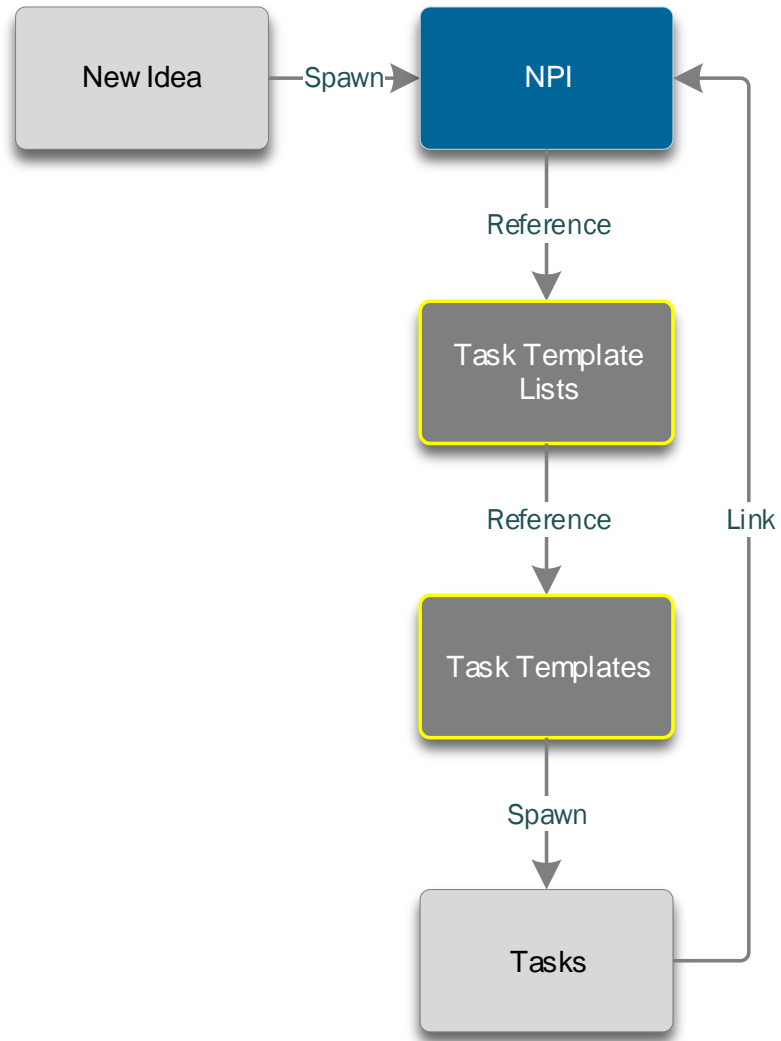 New Idea
Spawn
NPI
Reference
Task Template
Lists
Reference
Link
Task Templates
Spawn
Tasks